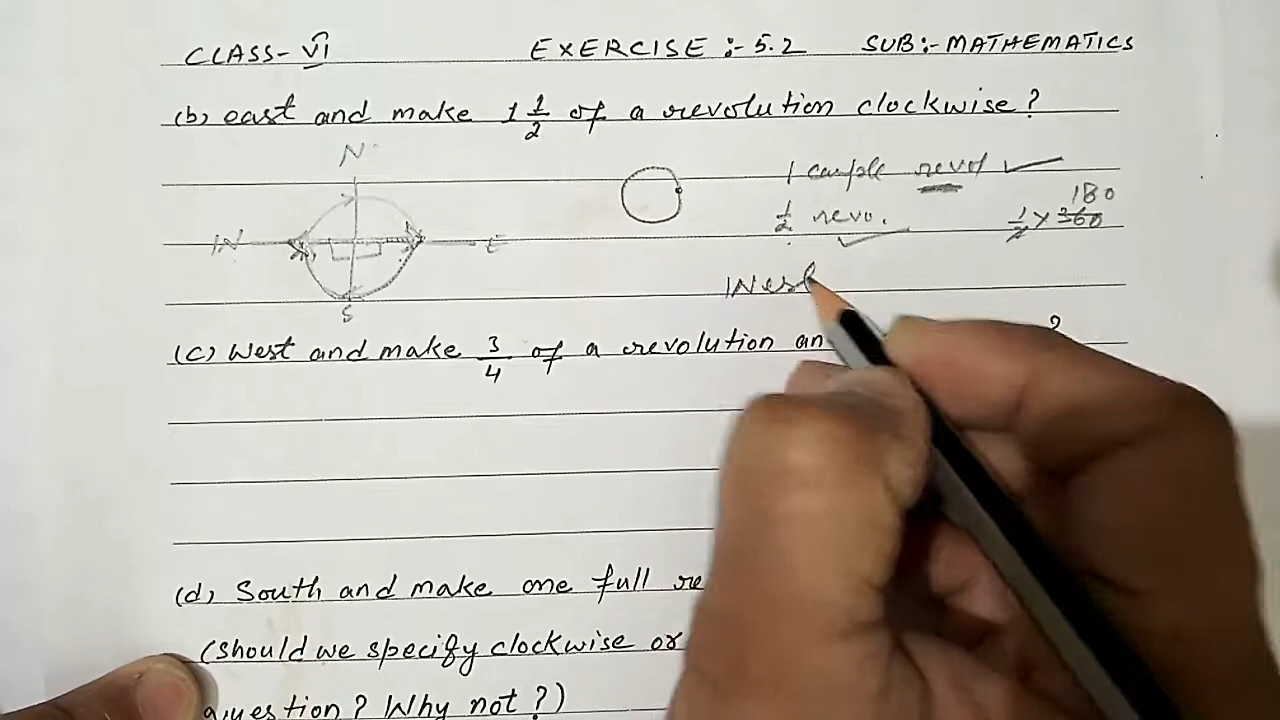 CLASS-VI EXERCISE :- 5.2 SUB:- MATHEMATICS
(b) east and make 1 1/2 of a revolution clockwise?
N
1 comple revol ✓
180
1/2 revo. 1/2 × 360
W E
West
S
(c) West and make 3/4 of a revolution an ?
(d) South and make one full re
(should we specify clockwise or
question? Why not?)